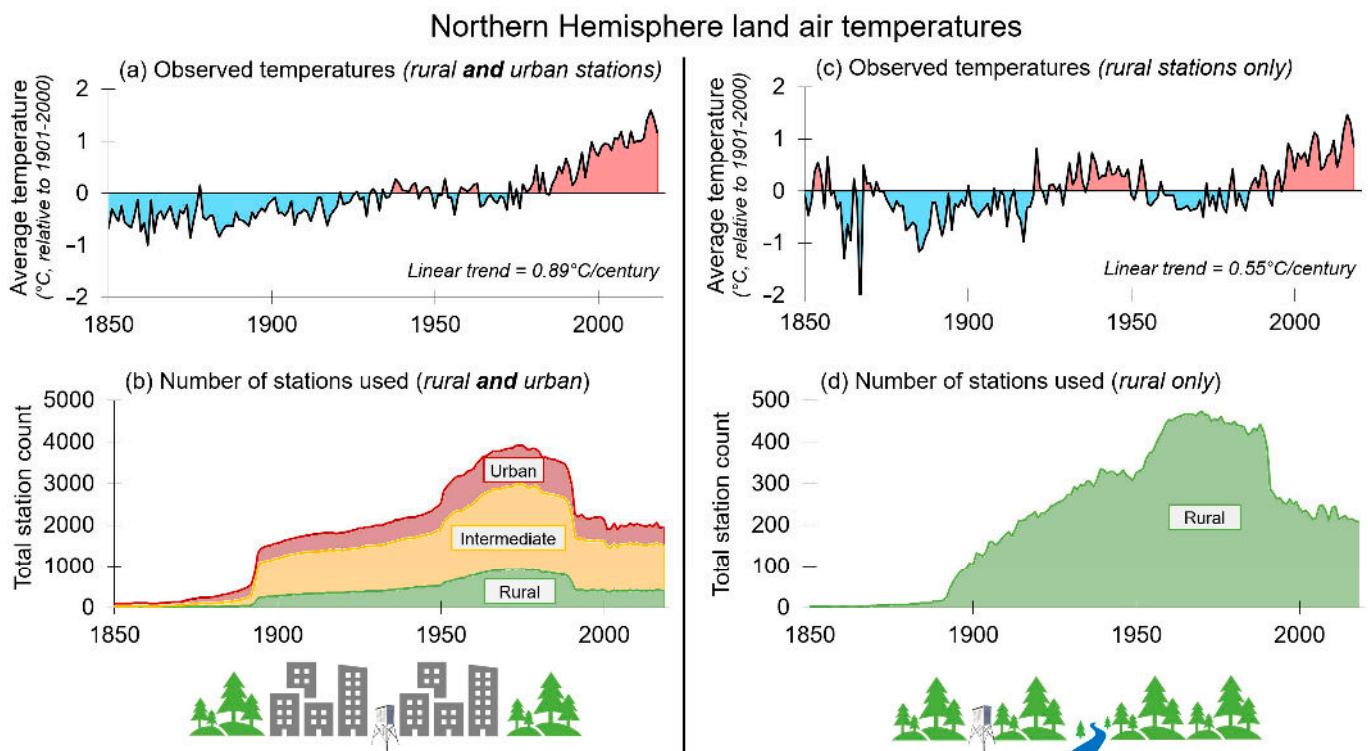 Northern Hemisphere land air temperatures
(a) Observed temperatures (rural and urban stations)
Average temperature
(°C, relative to 1901-2000)
2
1
0
−1
−2
Linear trend = 0.89°C/century
1850
1900
1950
2000
(b) Number of stations used (rural and urban)
Total station count
5000
4000
3000
2000
1000
0
Urban
Intermediate
Rural
1850
1900
1950
2000
(c) Observed temperatures (rural stations only)
Average temperature
(°C, relative to 1901-2000)
2
1
0
−1
−2
Linear trend = 0.55°C/century
1850
1900
1950
2000
(d) Number of stations used (rural only)
Total station count
500
400
300
200
100
0
Rural
1850
1900
1950
2000